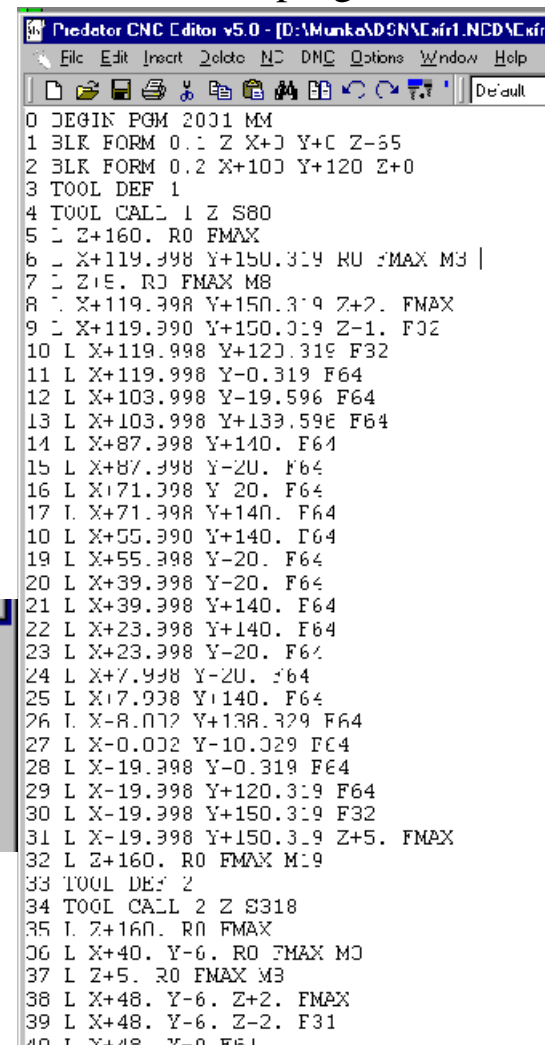 Predator CNC Editor v5.0 - [D:\Munka\DSN\Exír1.NCD\Exír
File Edit Insert Delete NC DNC Options Window Help
Default
0 BEGIN PGM 2001 MM
1 BLK FORM 0.1 Z X+0 Y+0 Z-65
2 BLK FORM 0.2 X+100 Y+120 Z+0
3 TOOL DEF 1
4 TOOL CALL 1 Z S80
5 L Z+160. R0 FMAX
6 L X+119.998 Y+150.319 R0 FMAX M3
7 L Z+5. R0 FMAX M8
8 L X+119.998 Y+150.319 Z+2. FMAX
9 L X+119.998 Y+150.319 Z-1. F32
10 L X+119.998 Y+120.319 F32
11 L X+119.998 Y-0.319 F64
12 L X+103.998 Y-19.596 F64
13 L X+103.998 Y+139.596 F64
14 L X+87.998 Y+140. F64
15 L X+87.998 Y-20. F64
16 L X+71.998 Y-20. F64
17 L X+71.998 Y+140. F64
18 L X+55.998 Y+140. F64
19 L X+55.998 Y-20. F64
20 L X+39.998 Y-20. F64
21 L X+39.998 Y+140. F64
22 L X+23.998 Y+140. F64
23 L X+23.998 Y-20. F64
24 L X+7.998 Y-20. F64
25 L X+7.998 Y+140. F64
26 L X-8.002 Y+138.329 F64
27 L X-8.002 Y-18.329 F64
28 L X-19.998 Y-0.319 F64
29 L X-19.998 Y+120.319 F64
30 L X-19.998 Y+150.319 F32
31 L X-19.998 Y+150.319 Z+5. FMAX
32 L Z+160. R0 FMAX M19
33 TOOL DEF 2
34 TOOL CALL 2 Z S318
35 L Z+160. R0 FMAX
36 L X+48. Y-6. R0 FMAX M3
37 L Z+5. R0 FMAX M8
38 L X+48. Y-6. Z+2. FMAX
39 L X+48. Y-6. Z-2. F31
40 L X+48.